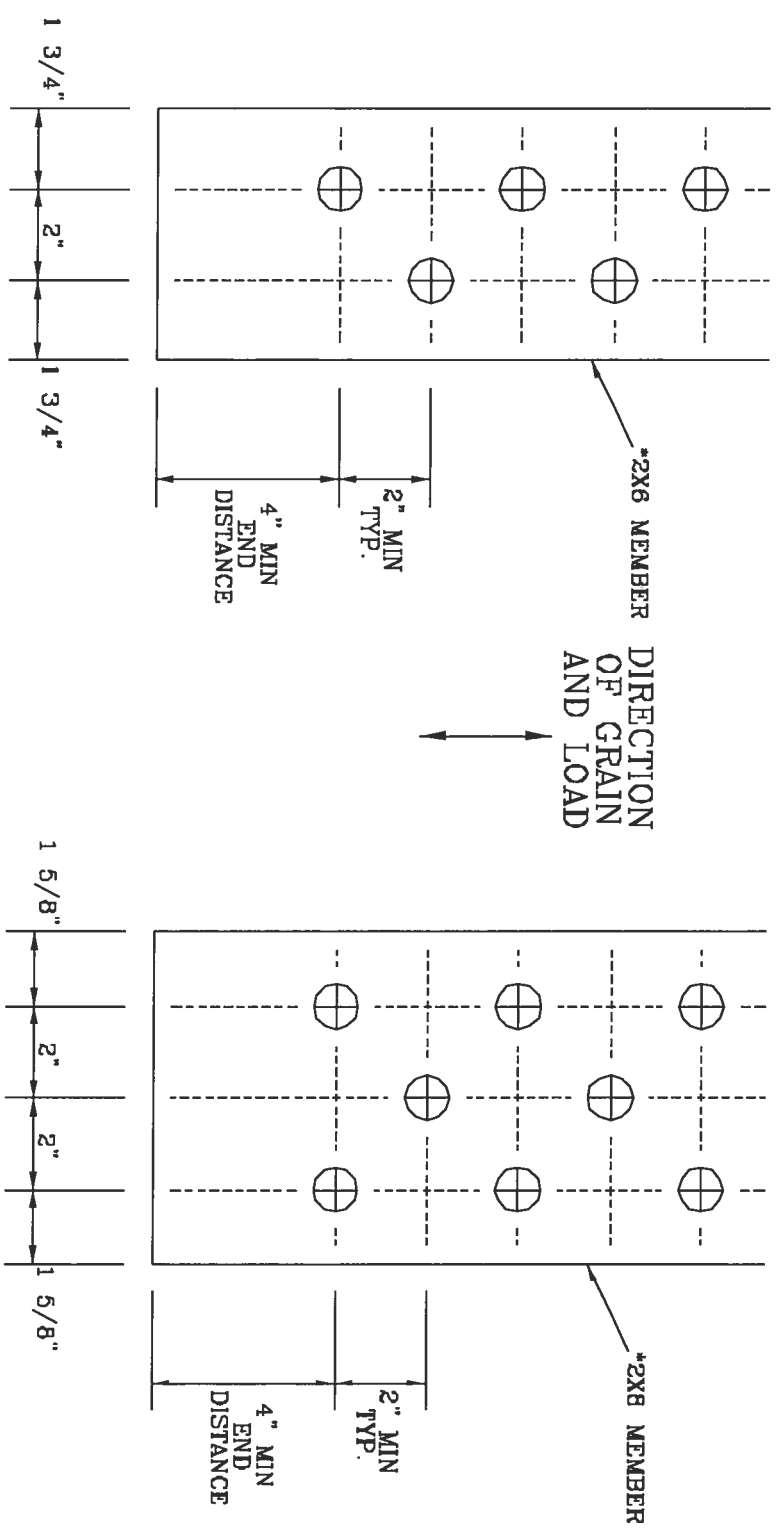 1 3/4"
2"
1 3/4"
4" MIN
END
DISTANCE
2" MIN
TYP.
*2X6 MEMBER
DIRECTION
OF GRAIN
AND LOAD
1 5/8"
2"
2"
1 5/8"
4" MIN
END
DISTANCE
2" MIN
TYP.
*2X8 MEMBER